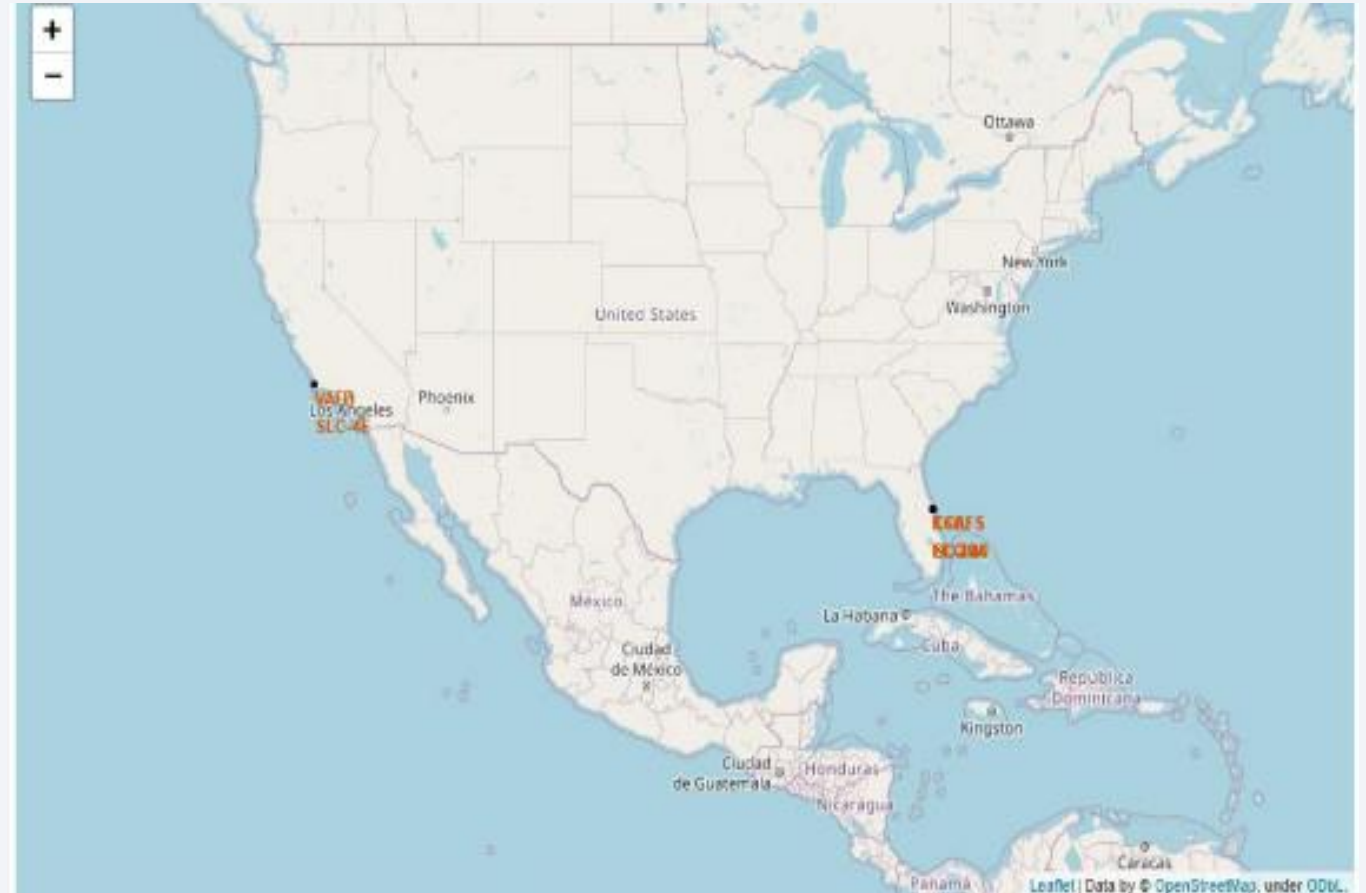 +
−
Ottawa
New York
Washington
United States
Phoenix
VAFB
Los Angeles
SLC-4E
The Bahamas
México
La Habana
Cuba
Ciudad
de México
República
Dominicana
Kingston
Ciudad
de Guatemala
Honduras
Nicaragua
Caracas
Panamá
Leaflet | Data by © OpenStreetMap, under ODbL.